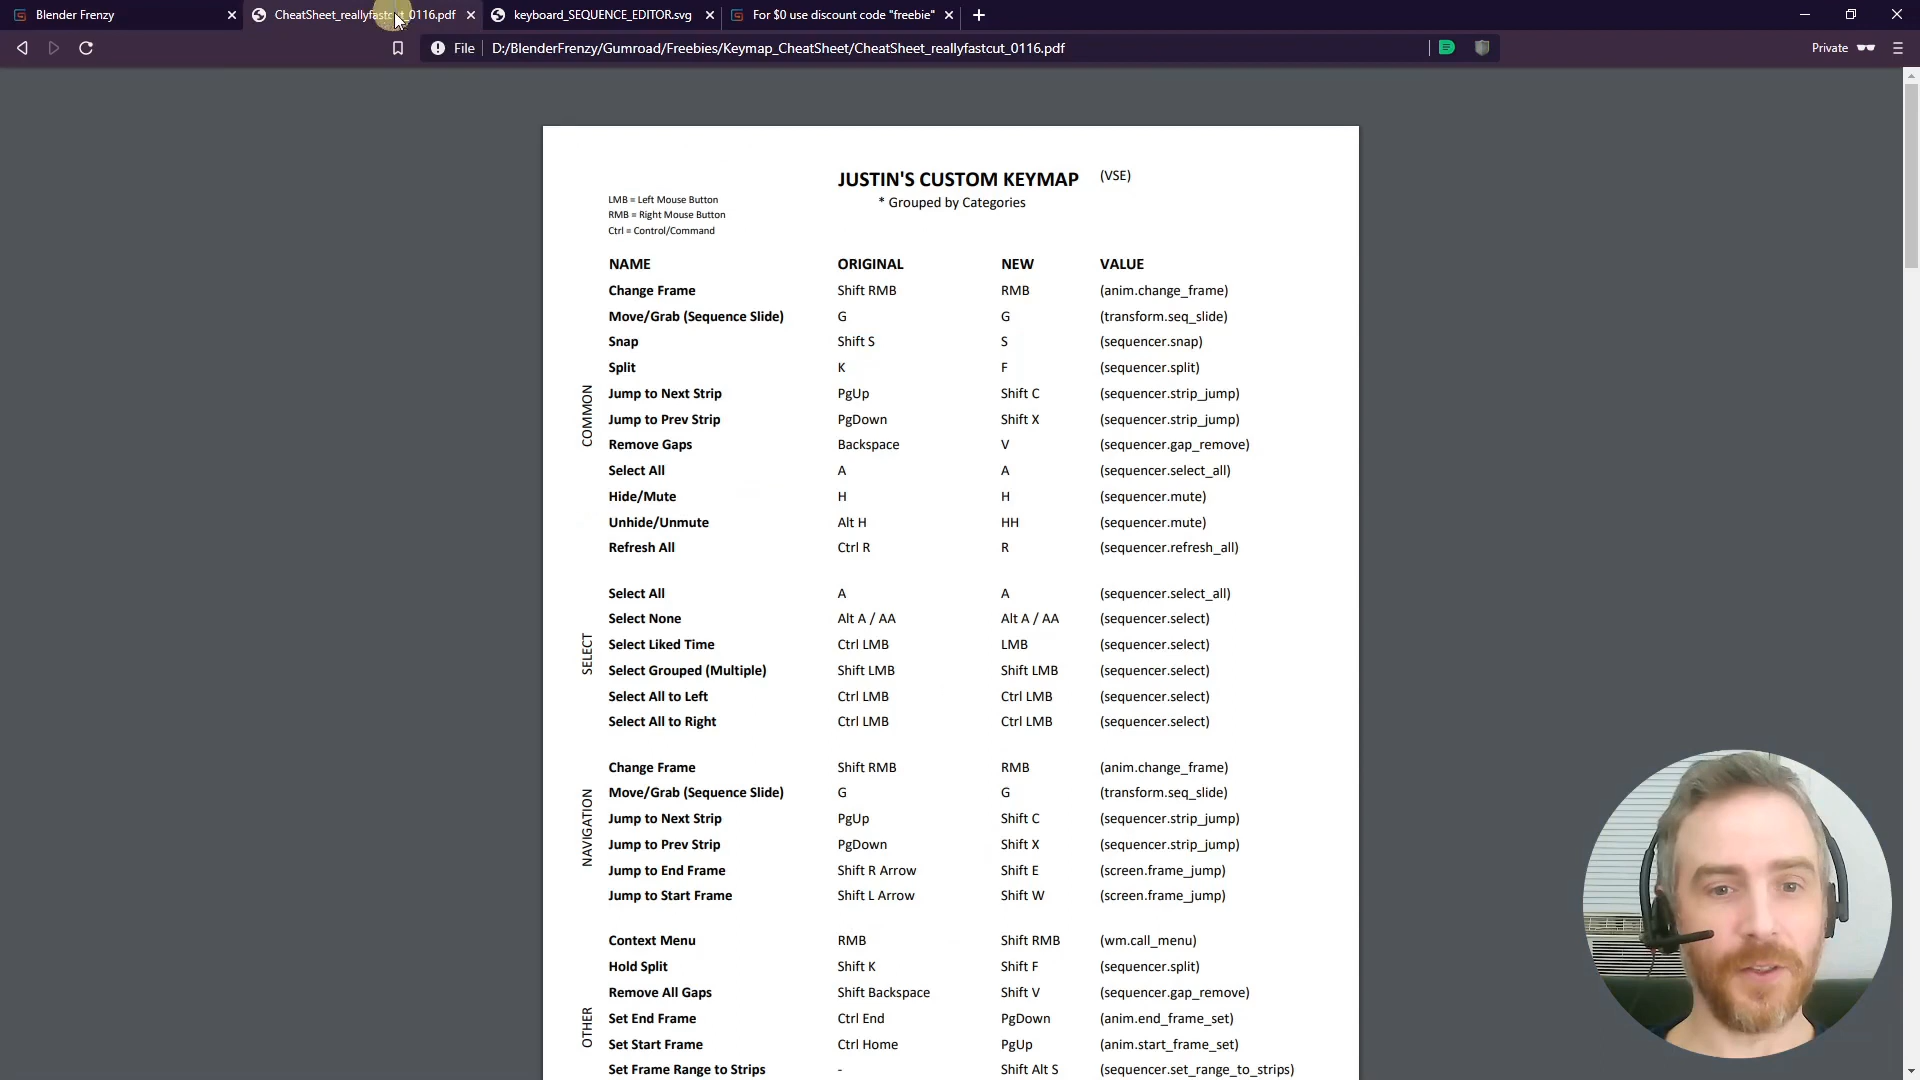 Blender Frenzy
CheatSheet_reallyfastcut_0116.pdf
keyboard_SEQUENCE_EDITOR.svg
For $0 use discount code "freebie"
File D:/BlenderFrenzy/Gumroad/Freebies/Keymap_CheatSheet/CheatSheet_reallyfastcut_0116.pdf
Private
JUSTIN'S CUSTOM KEYMAP (VSE)
* Grouped by Categories
LMB = Left Mouse Button
RMB = Right Mouse Button
Ctrl = Control/Command
NAME ORIGINAL NEW VALUE
COMMON
Change Frame Shift RMB RMB (anim.change_frame)
Move/Grab (Sequence Slide) G G (transform.seq_slide)
Snap Shift S S (sequencer.snap)
Split K F (sequencer.split)
Jump to Next Strip PgUp Shift C (sequencer.strip_jump)
Jump to Prev Strip PgDown Shift X (sequencer.strip_jump)
Remove Gaps Backspace V (sequencer.gap_remove)
Select All A A (sequencer.select_all)
Hide/Mute H H (sequencer.mute)
Unhide/Unmute Alt H HH (sequencer.mute)
Refresh All Ctrl R R (sequencer.refresh_all)
SELECT
Select All A A (sequencer.select_all)
Select None Alt A / AA Alt A / AA (sequencer.select)
Select Liked Time Ctrl LMB LMB (sequencer.select)
Select Grouped (Multiple) Shift LMB Shift LMB (sequencer.select)
Select All to Left Ctrl LMB Ctrl LMB (sequencer.select)
Select All to Right Ctrl LMB Ctrl LMB (sequencer.select)
NAVIGATION
Change Frame Shift RMB RMB (anim.change_frame)
Move/Grab (Sequence Slide) G G (transform.seq_slide)
Jump to Next Strip PgUp Shift C (sequencer.strip_jump)
Jump to Prev Strip PgDown Shift X (sequencer.strip_jump)
Jump to End Frame Shift R Arrow Shift E (screen.frame_jump)
Jump to Start Frame Shift L Arrow Shift W (screen.frame_jump)
OTHER
Context Menu RMB Shift RMB (wm.call_menu)
Hold Split Shift K Shift F (sequencer.split)
Remove All Gaps Shift Backspace Shift V (sequencer.gap_remove)
Set End Frame Ctrl End PgDown (anim.end_frame_set)
Set Start Frame Ctrl Home PgUp (anim.start_frame_set)
Set Frame Range to Strips - Shift Alt S (sequencer.set_range_to_strips)